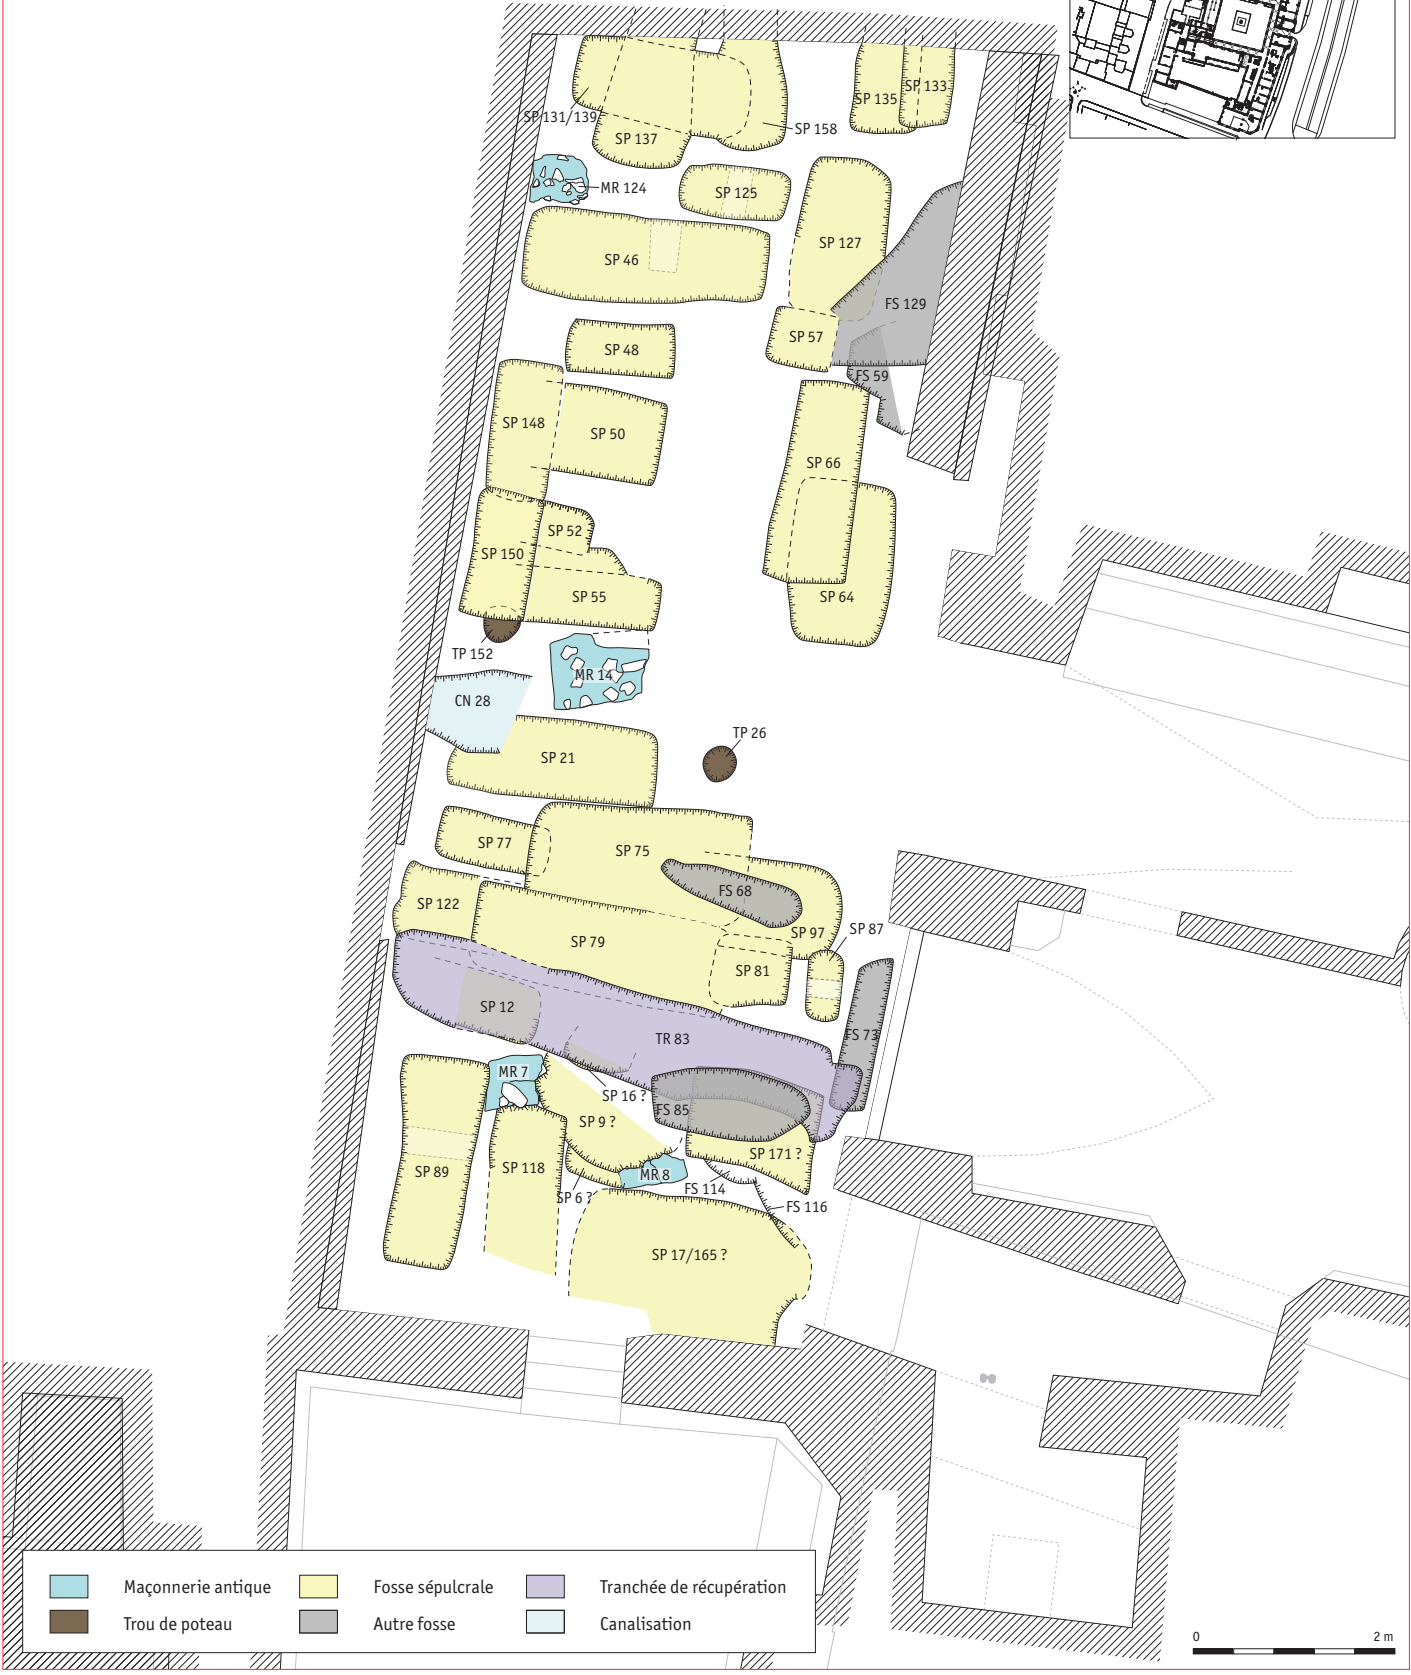 SP 133
SP 135
SP 131/139
SP 158
SP 137
MR 124
SP 125
SP 127
SP 46
FS 129
SP 57
SP 48
FS 59
SP 148
SP 50
SP 66
SP 52
SP 150
SP 55
SP 64
TP 152
MR 14
CN 28
TP 26
SP 21
SP 77
SP 75
FS 68
SP 122
SP 97
SP 87
SP 79
SP 81
SP 12
TR 83
FS 73
MR 7
SP 16 ?
FS 85
SP 9 ?
SP 171 ?
SP 118
SP 89
MR 8
FS 114
SP 6 ?
FS 116
SP 17/165 ?
Maçonnerie antique
Fosse sépulcrale
Tranchée de récupération
Trou de poteau
Autre fosse
Canalisation
0
2 m